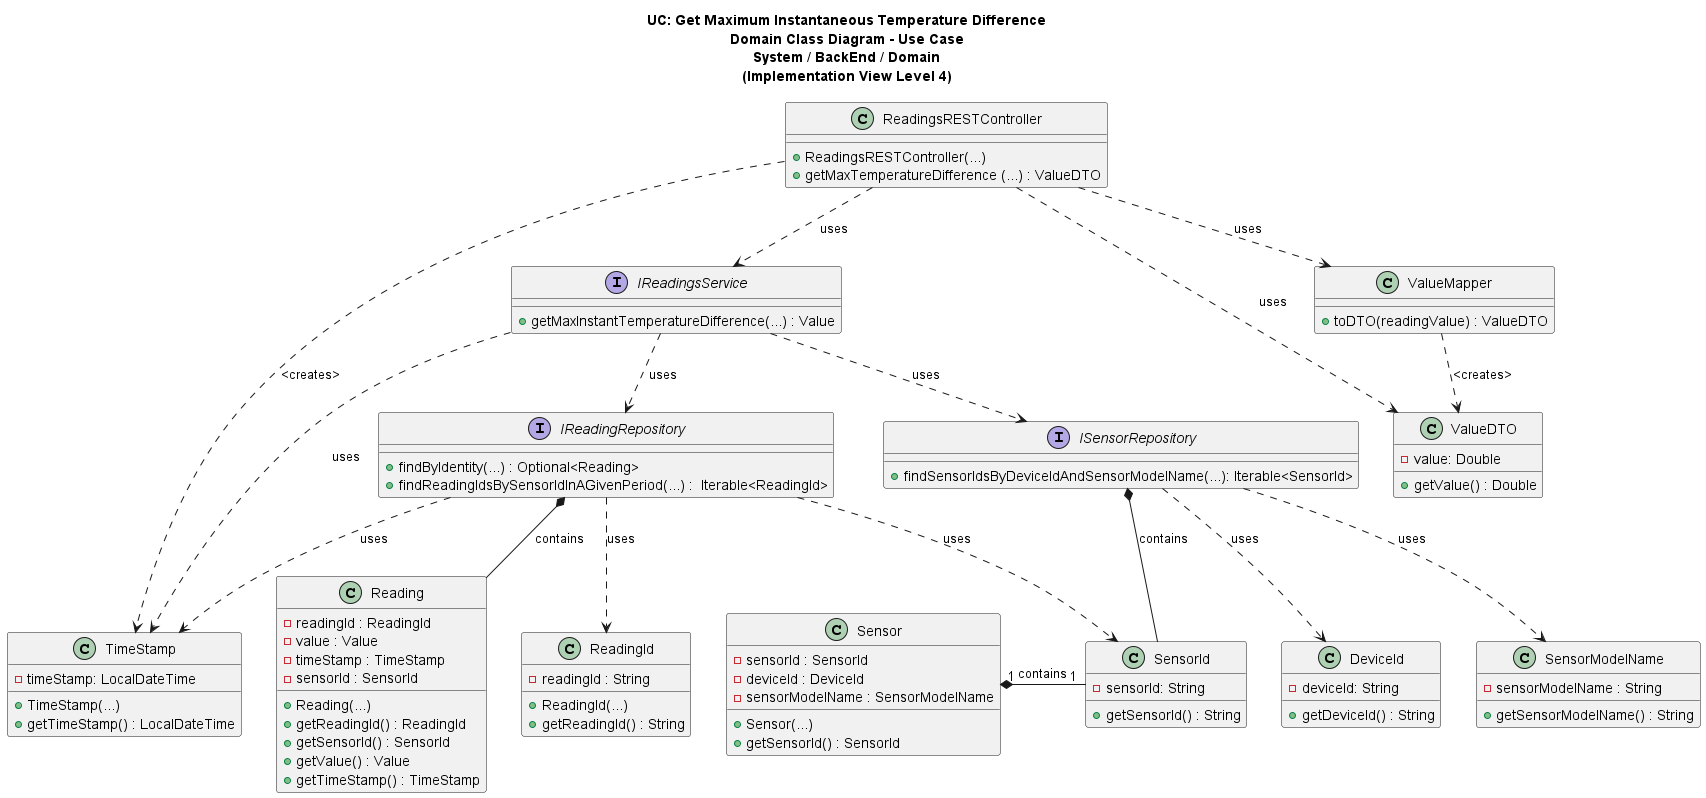 UC: Get Maximum Instantaneous Temperature Difference
Domain Class Diagram - Use Case
System / BackEnd / Domain
(Implementation View Level 4)
C ReadingsRESTController
ReadingsRESTController(...)
getMaxTemperatureDifference (...) : ValueDTO
uses
uses
uses
<creates>
I IReadingsService
getMaxInstantTemperatureDifference(...) : Value
C ValueMapper
toDTO(readingValue) : ValueDTO
uses
uses
uses
<creates>
I IReadingRepository
findByIdentity(...) : Optional<Reading>
findReadingIdsBySensorIdInAGivenPeriod(...) : Iterable<ReadingId>
I ISensorRepository
findSensorIdsByDeviceIdAndSensorModelName(...): Iterable<SensorId>
C ValueDTO
value: Double
getValue() : Double
uses
contains
uses
uses
contains
uses
uses
C TimeStamp
timeStamp: LocalDateTime
TimeStamp(...)
getTimeStamp() : LocalDateTime
C Reading
readingId : ReadingId
value : Value
timeStamp : TimeStamp
sensorId : SensorId
Reading(...)
getReadingId() : ReadingId
getSensorId() : SensorId
getValue() : Value
getTimeStamp() : TimeStamp
C ReadingId
readingId : String
ReadingId(...)
getReadingId() : String
C Sensor
sensorId : SensorId
deviceId : DeviceId
sensorModelName : SensorModelName
Sensor(...)
getSensorId() : SensorId
1 contains 1
C SensorId
sensorId: String
getSensorId() : String
C DeviceId
deviceId: String
getDeviceId() : String
C SensorModelName
sensorModelName : String
getSensorModelName() : String